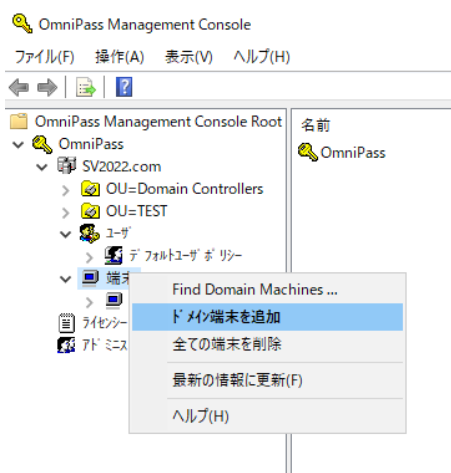 OmniPass Management Console
ファイル(F) 操作(A) 表示(V) ヘルプ(H)
OmniPass Management Console Root
名前
OmniPass
OmniPass
SV2022.com
OU=Domain Controllers
OU=TEST
ﾕｰｻﾞ
ﾃﾞﾌｫﾙﾄﾕｰｻﾞﾎﾟﾘｼｰ
端末
Find Domain Machines ...
ﾄﾞﾒｲﾝ端末を追加
ﾗｲｾﾝｼｰ
全ての端末を削除
ｱﾄﾞﾐﾆｽ
最新の情報に更新(F)
ヘルプ(H)